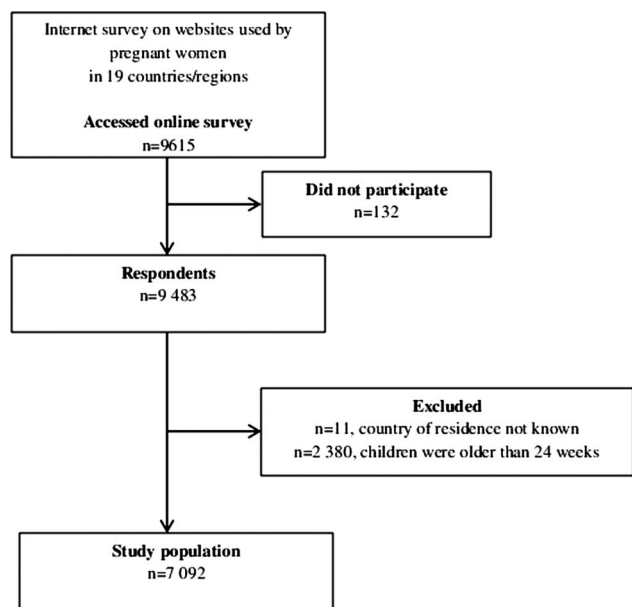 Internet survey on websites used by
pregnant women
in 19 countries/regions
Accessed online survey
n=9615
Did not participate
n=132
Respondents
n=9 483
Excluded
n=11, country of residence not known
n=2 380, children were older than 24 weeks
Study population
n=7 092